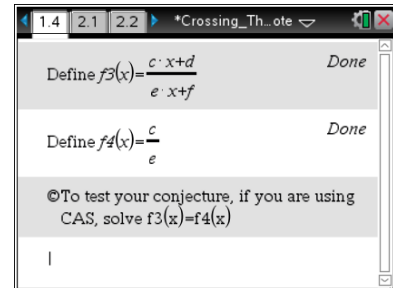 1.4 2.1 2.2 *Crossing_Th…ote
Define f3(x)=c·x+d/e·x+f Done
Define f4(x)=c/e Done
©To test your conjecture, if you are using
CAS, solve f3(x)=f4(x)